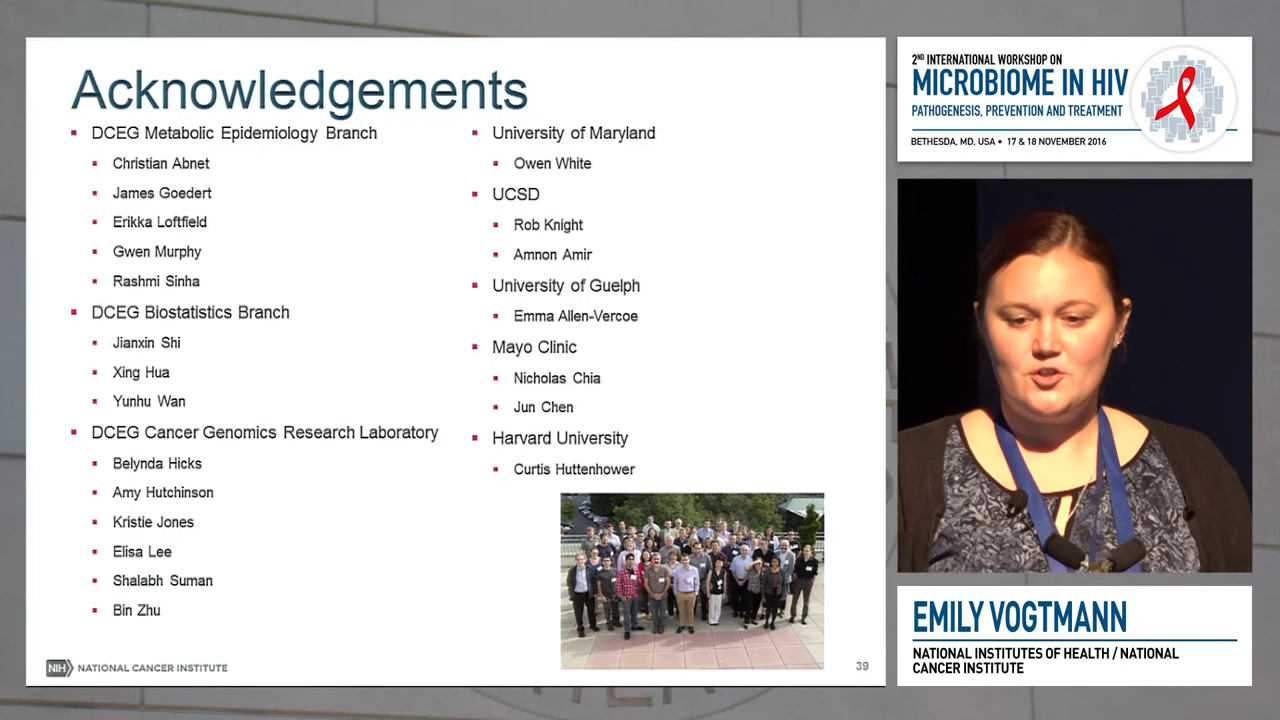 Acknowledgements
DCEG Metabolic Epidemiology Branch
Christian Abnet
James Goedert
Erikka Loftfield
Gwen Murphy
Rashmi Sinha
DCEG Biostatistics Branch
Jianxin Shi
Xing Hua
Yunhu Wan
DCEG Cancer Genomics Research Laboratory
Belynda Hicks
Amy Hutchinson
Kristie Jones
Elisa Lee
Shalabh Suman
Bin Zhu
University of Maryland
Owen White
UCSD
Rob Knight
Amnon Amir
University of Guelph
Emma Allen-Vercoe
Mayo Clinic
Nicholas Chia
Jun Chen
Harvard University
Curtis Huttenhower
NIH NATIONAL CANCER INSTITUTE
39
2ND INTERNATIONAL WORKSHOP ON
MICROBIOME IN HIV
PATHOGENESIS, PREVENTION AND TREATMENT
BETHESDA, MD, USA • 17 & 18 NOVEMBER 2016
EMILY VOGTMANN
NATIONAL INSTITUTES OF HEALTH / NATIONAL
CANCER INSTITUTE